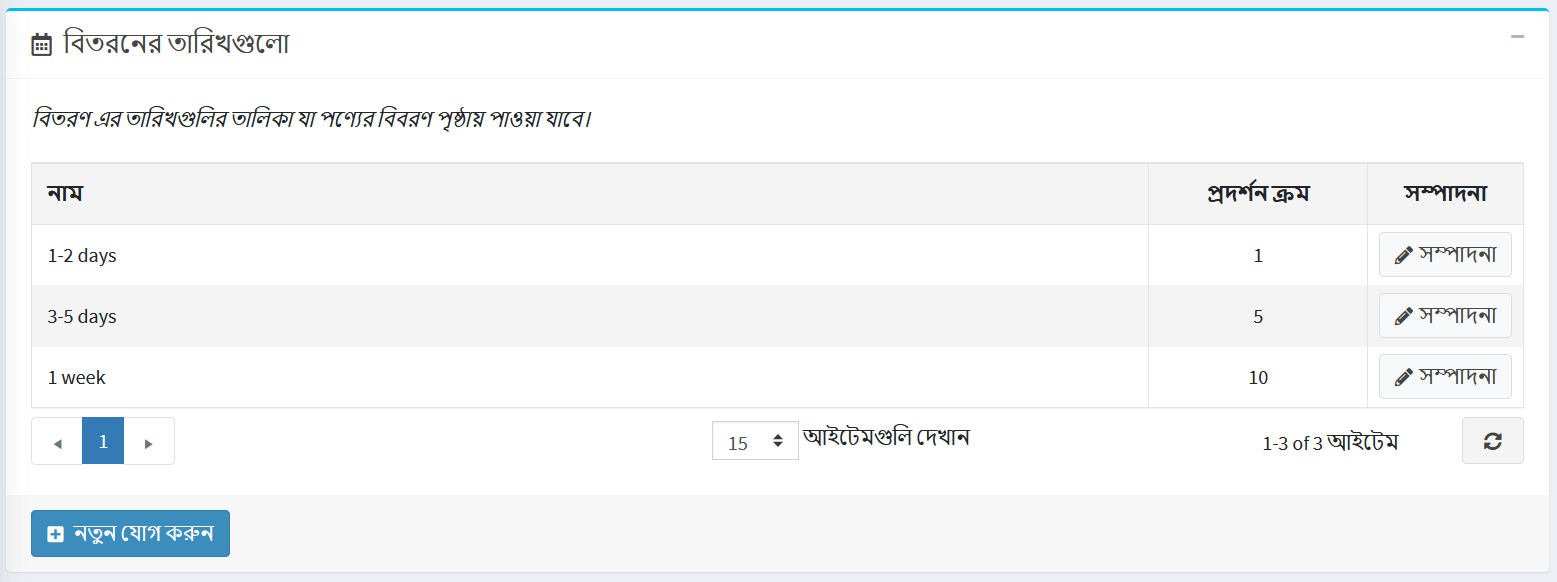 বিতরনের তারিখগুলো
বিতরণ এর তারিখগুলির তালিকা যা পণ্যের বিবরণ পৃষ্ঠায় পাওয়া যাবে।
নাম প্রদর্শন ক্রম সম্পাদনা
1-2 days 1 সম্পাদনা
3-5 days 5 সম্পাদনা
1 week 10 সম্পাদনা
1 15 আইটেমগুলি দেখান 1-3 of 3 আইটেম
নতুন যোগ করুন